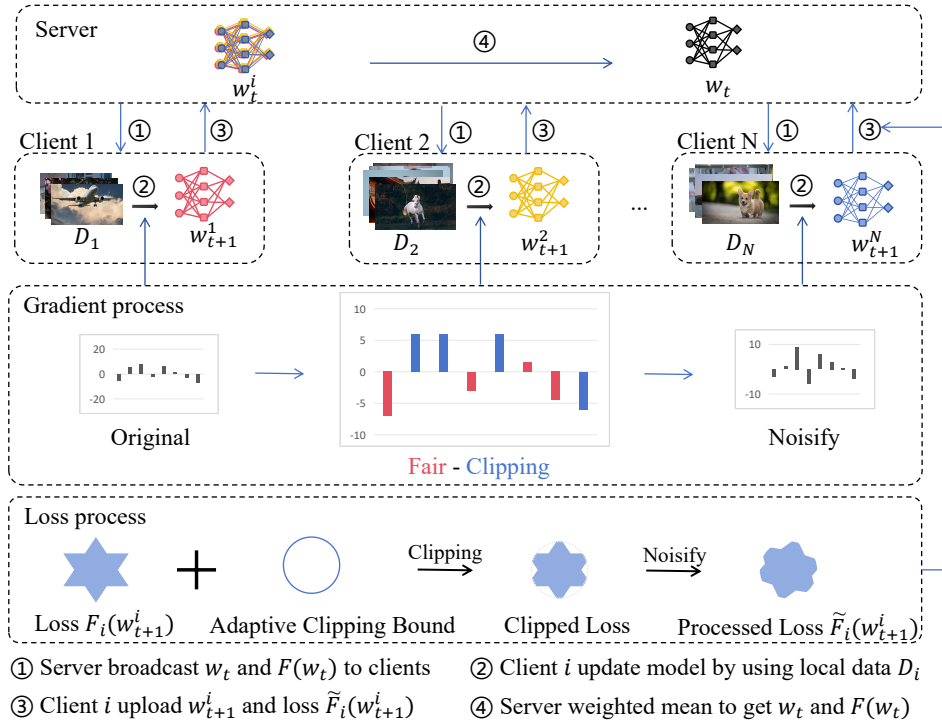 Server
④
w_t^i
w_t
① ③ ① ③ ① ③
Client 1 Client 2 Client N
② ② ②
D_1 w_{t+1}^1 D_2 w_{t+1}^2 ... D_N w_{t+1}^N
Gradient process
20
0
-20
Original
10
5
0
-5
-10
Fair - Clipping
10
0
-10
Noisify
Loss process
Clipping Noisify
Loss F_i(w_{t+1}^i) Adaptive Clipping Bound Clipped Loss Processed Loss F̃_i(w_{t+1}^i)
① Server broadcast w_t and F(w_t) to clients
② Client i update model by using local data D_i
③ Client i upload w_{t+1}^i and loss F̃_i(w_{t+1}^i)
④ Server weighted mean to get w_t and F(w_t)